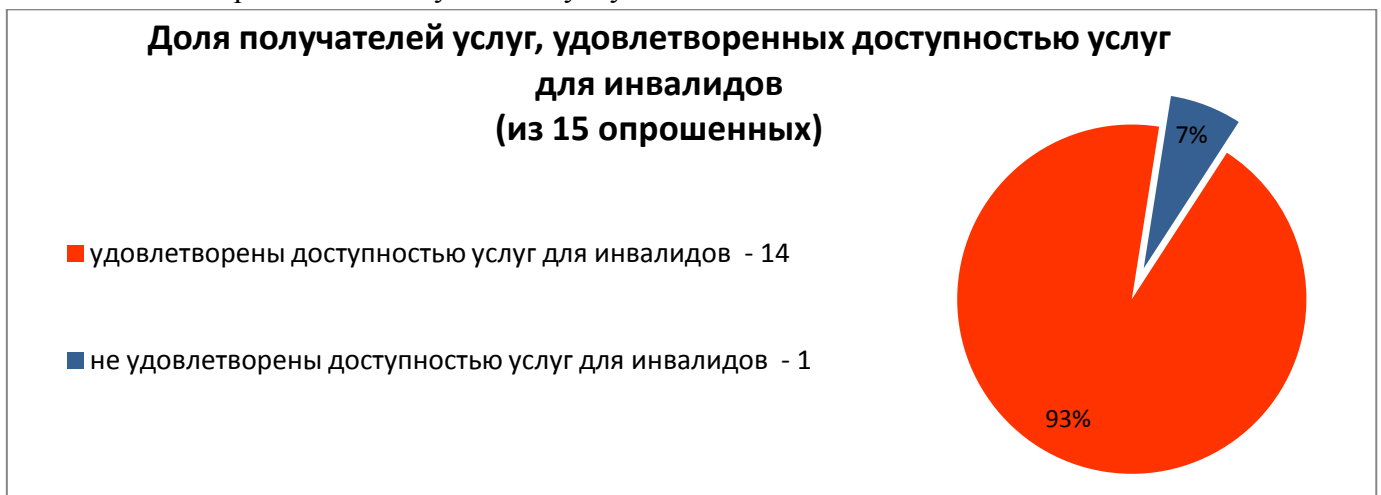 Доля получателей услуг, удовлетворенных доступностью услуг
для инвалидов
(из 15 опрошенных)
7%
удовлетворены доступностью услуг для инвалидов - 14
не удовлетворены доступностью услуг для инвалидов - 1
93%